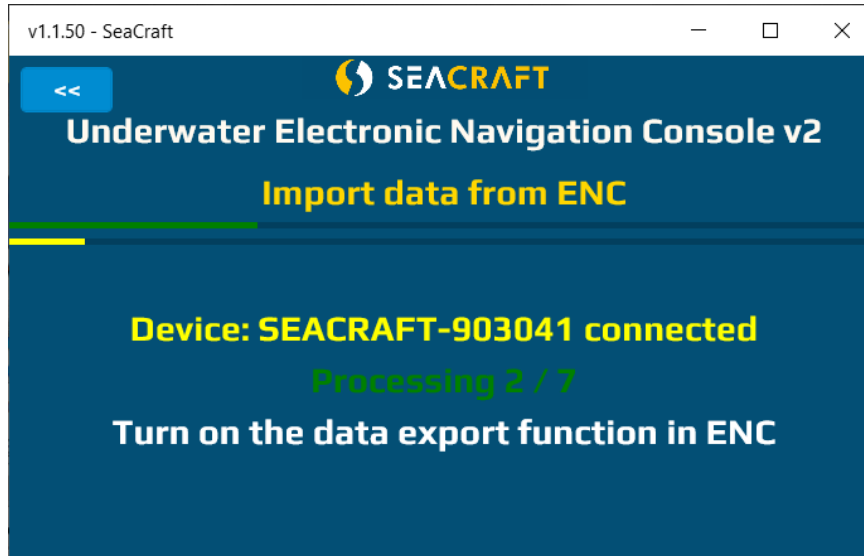 v1.1.50 - SeaCraft
<<
SEACRAFT
Underwater Electronic Navigation Console v2
Import data from ENC
Device: SEACRAFT-903041 connected
Processing 2 / 7
Turn on the data export function in ENC